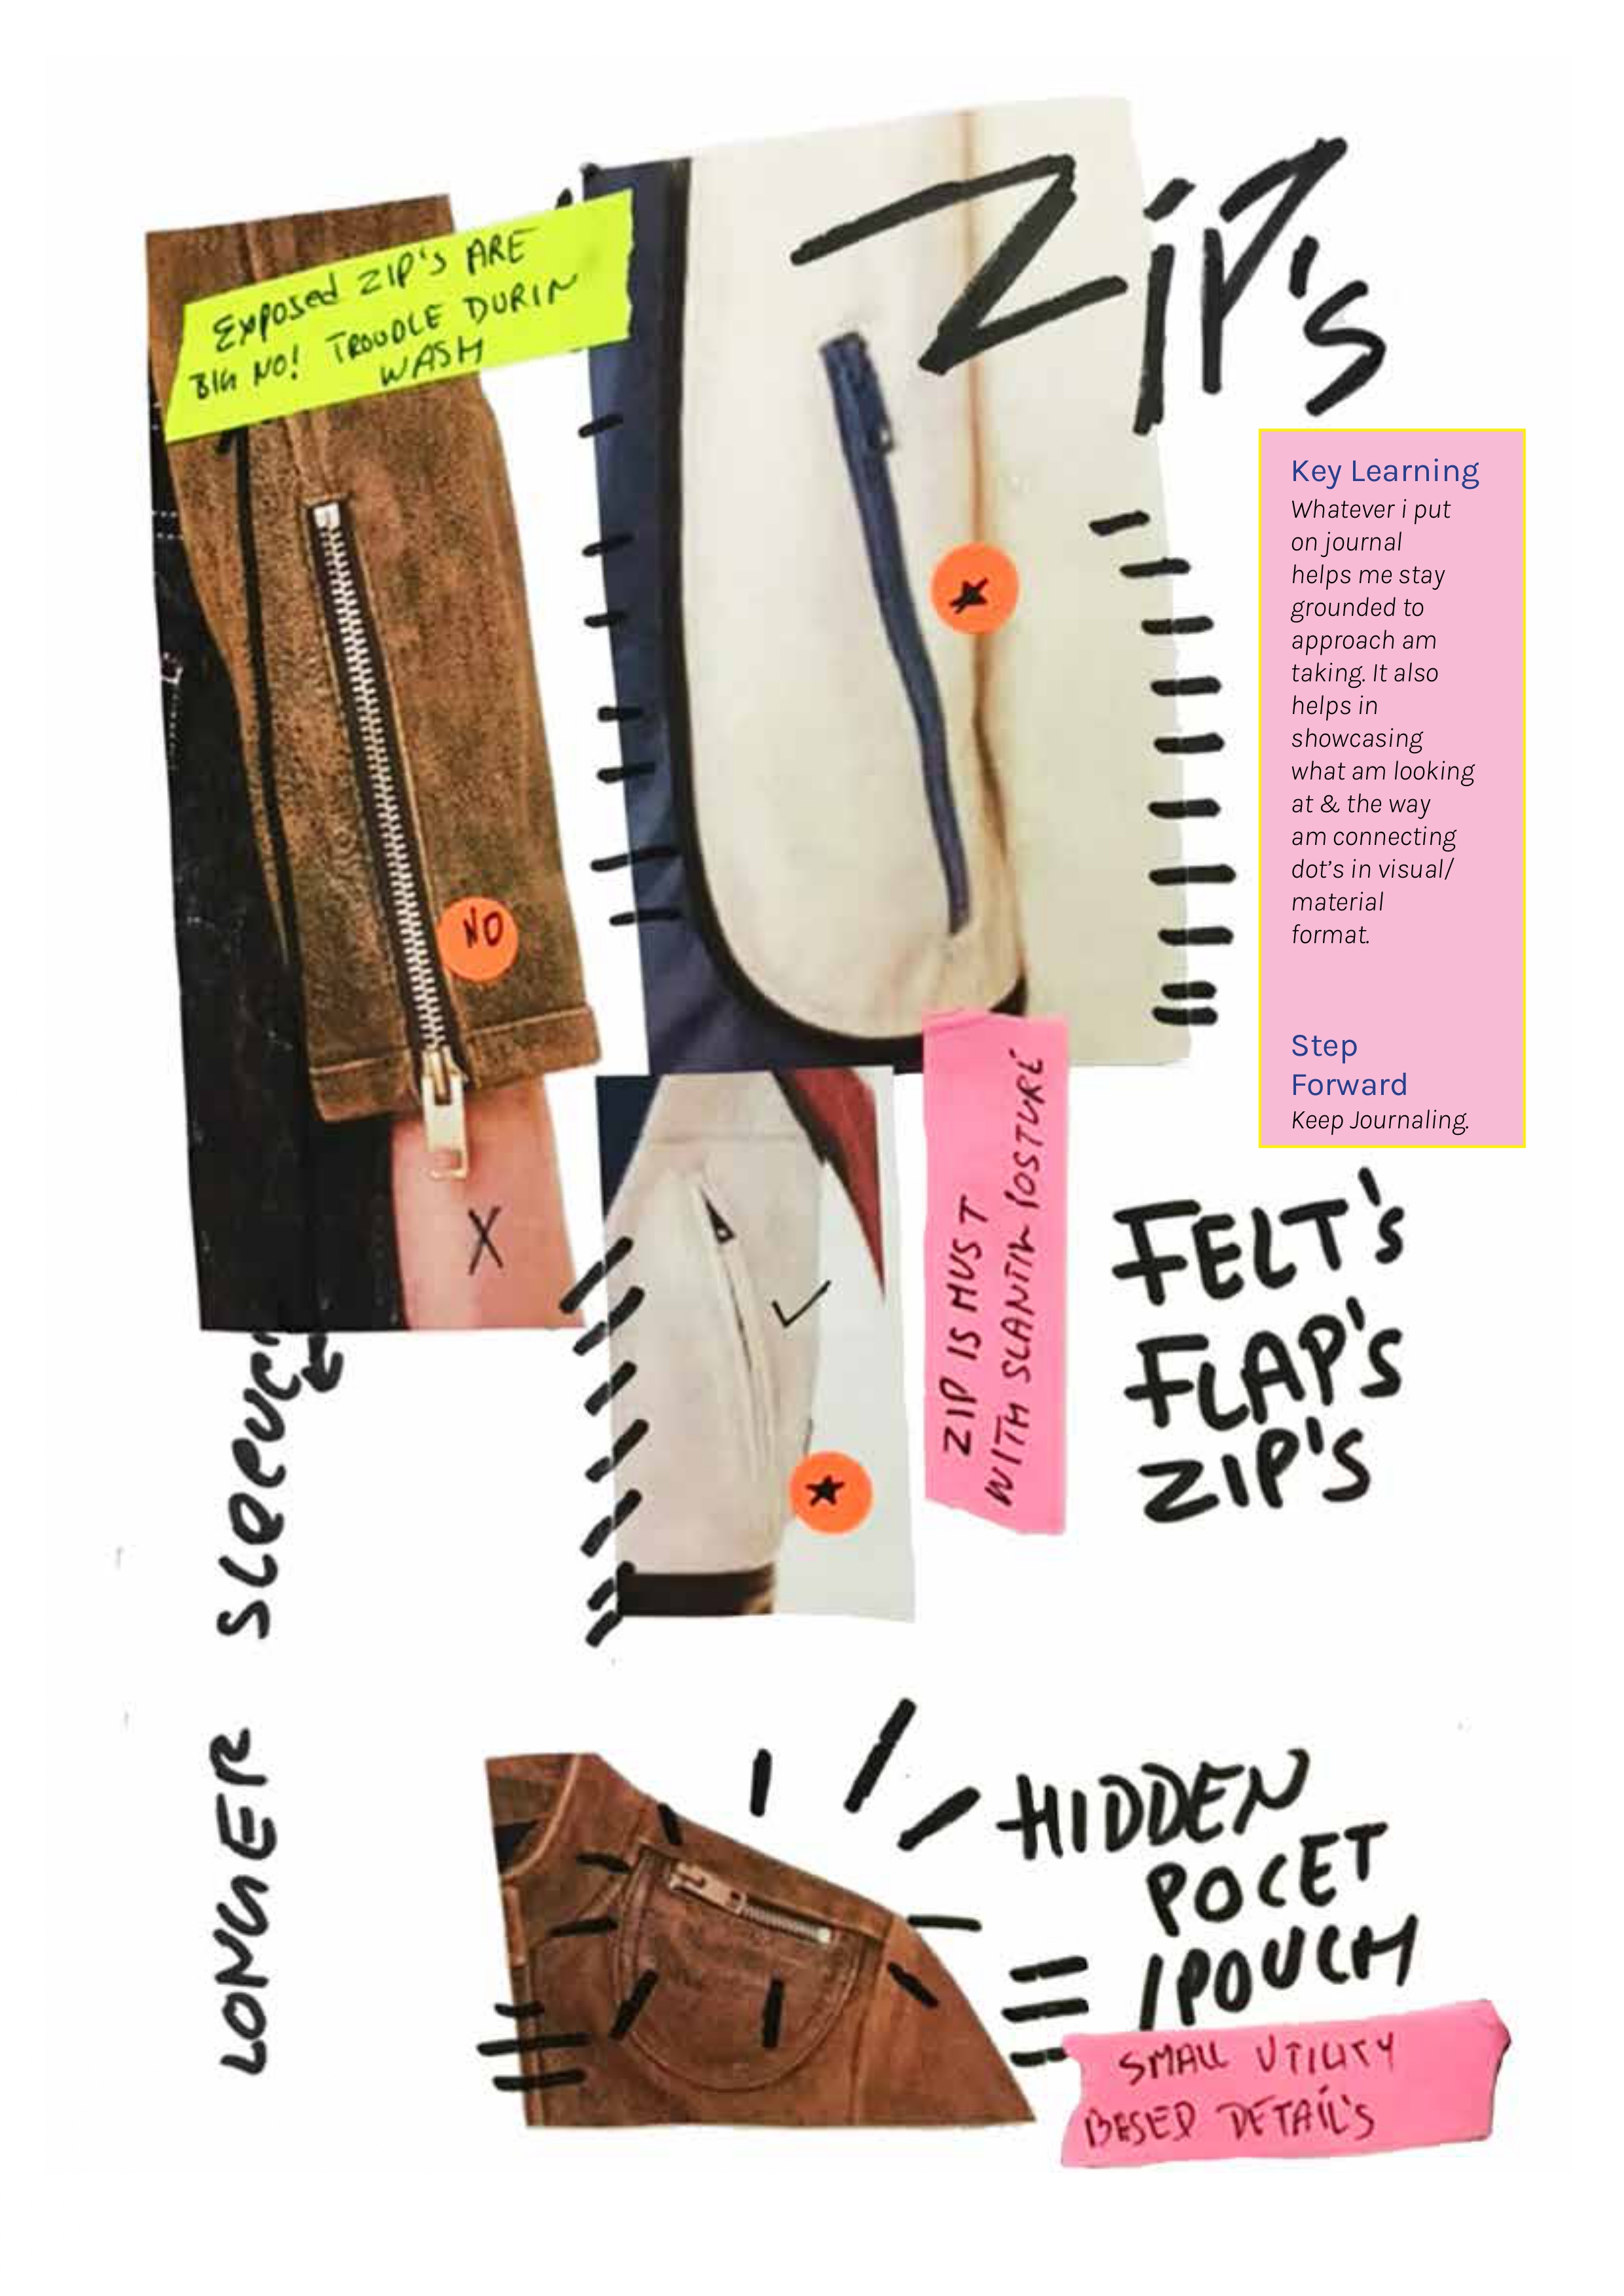 ZiP's
Exposed ZIP'S ARE
BIG NO! TROUDLE DURIN
WASH
NO
X
Key Learning
Whatever i put
on journal
helps me stay
grounded to
approach am
taking. It also
helps in
showcasing
what am looking
at & the way
am connecting
dot's in visual/
material
format.
Step
Forward
Keep Journaling.
ZIP IS MUST
WITH SLANTIN POSTURE
FELT's
FLAP's
ZIP's
LONGER
HIDDEN
POCET
/POUCH
SMALL UTILITY
BASED DETAIL'S